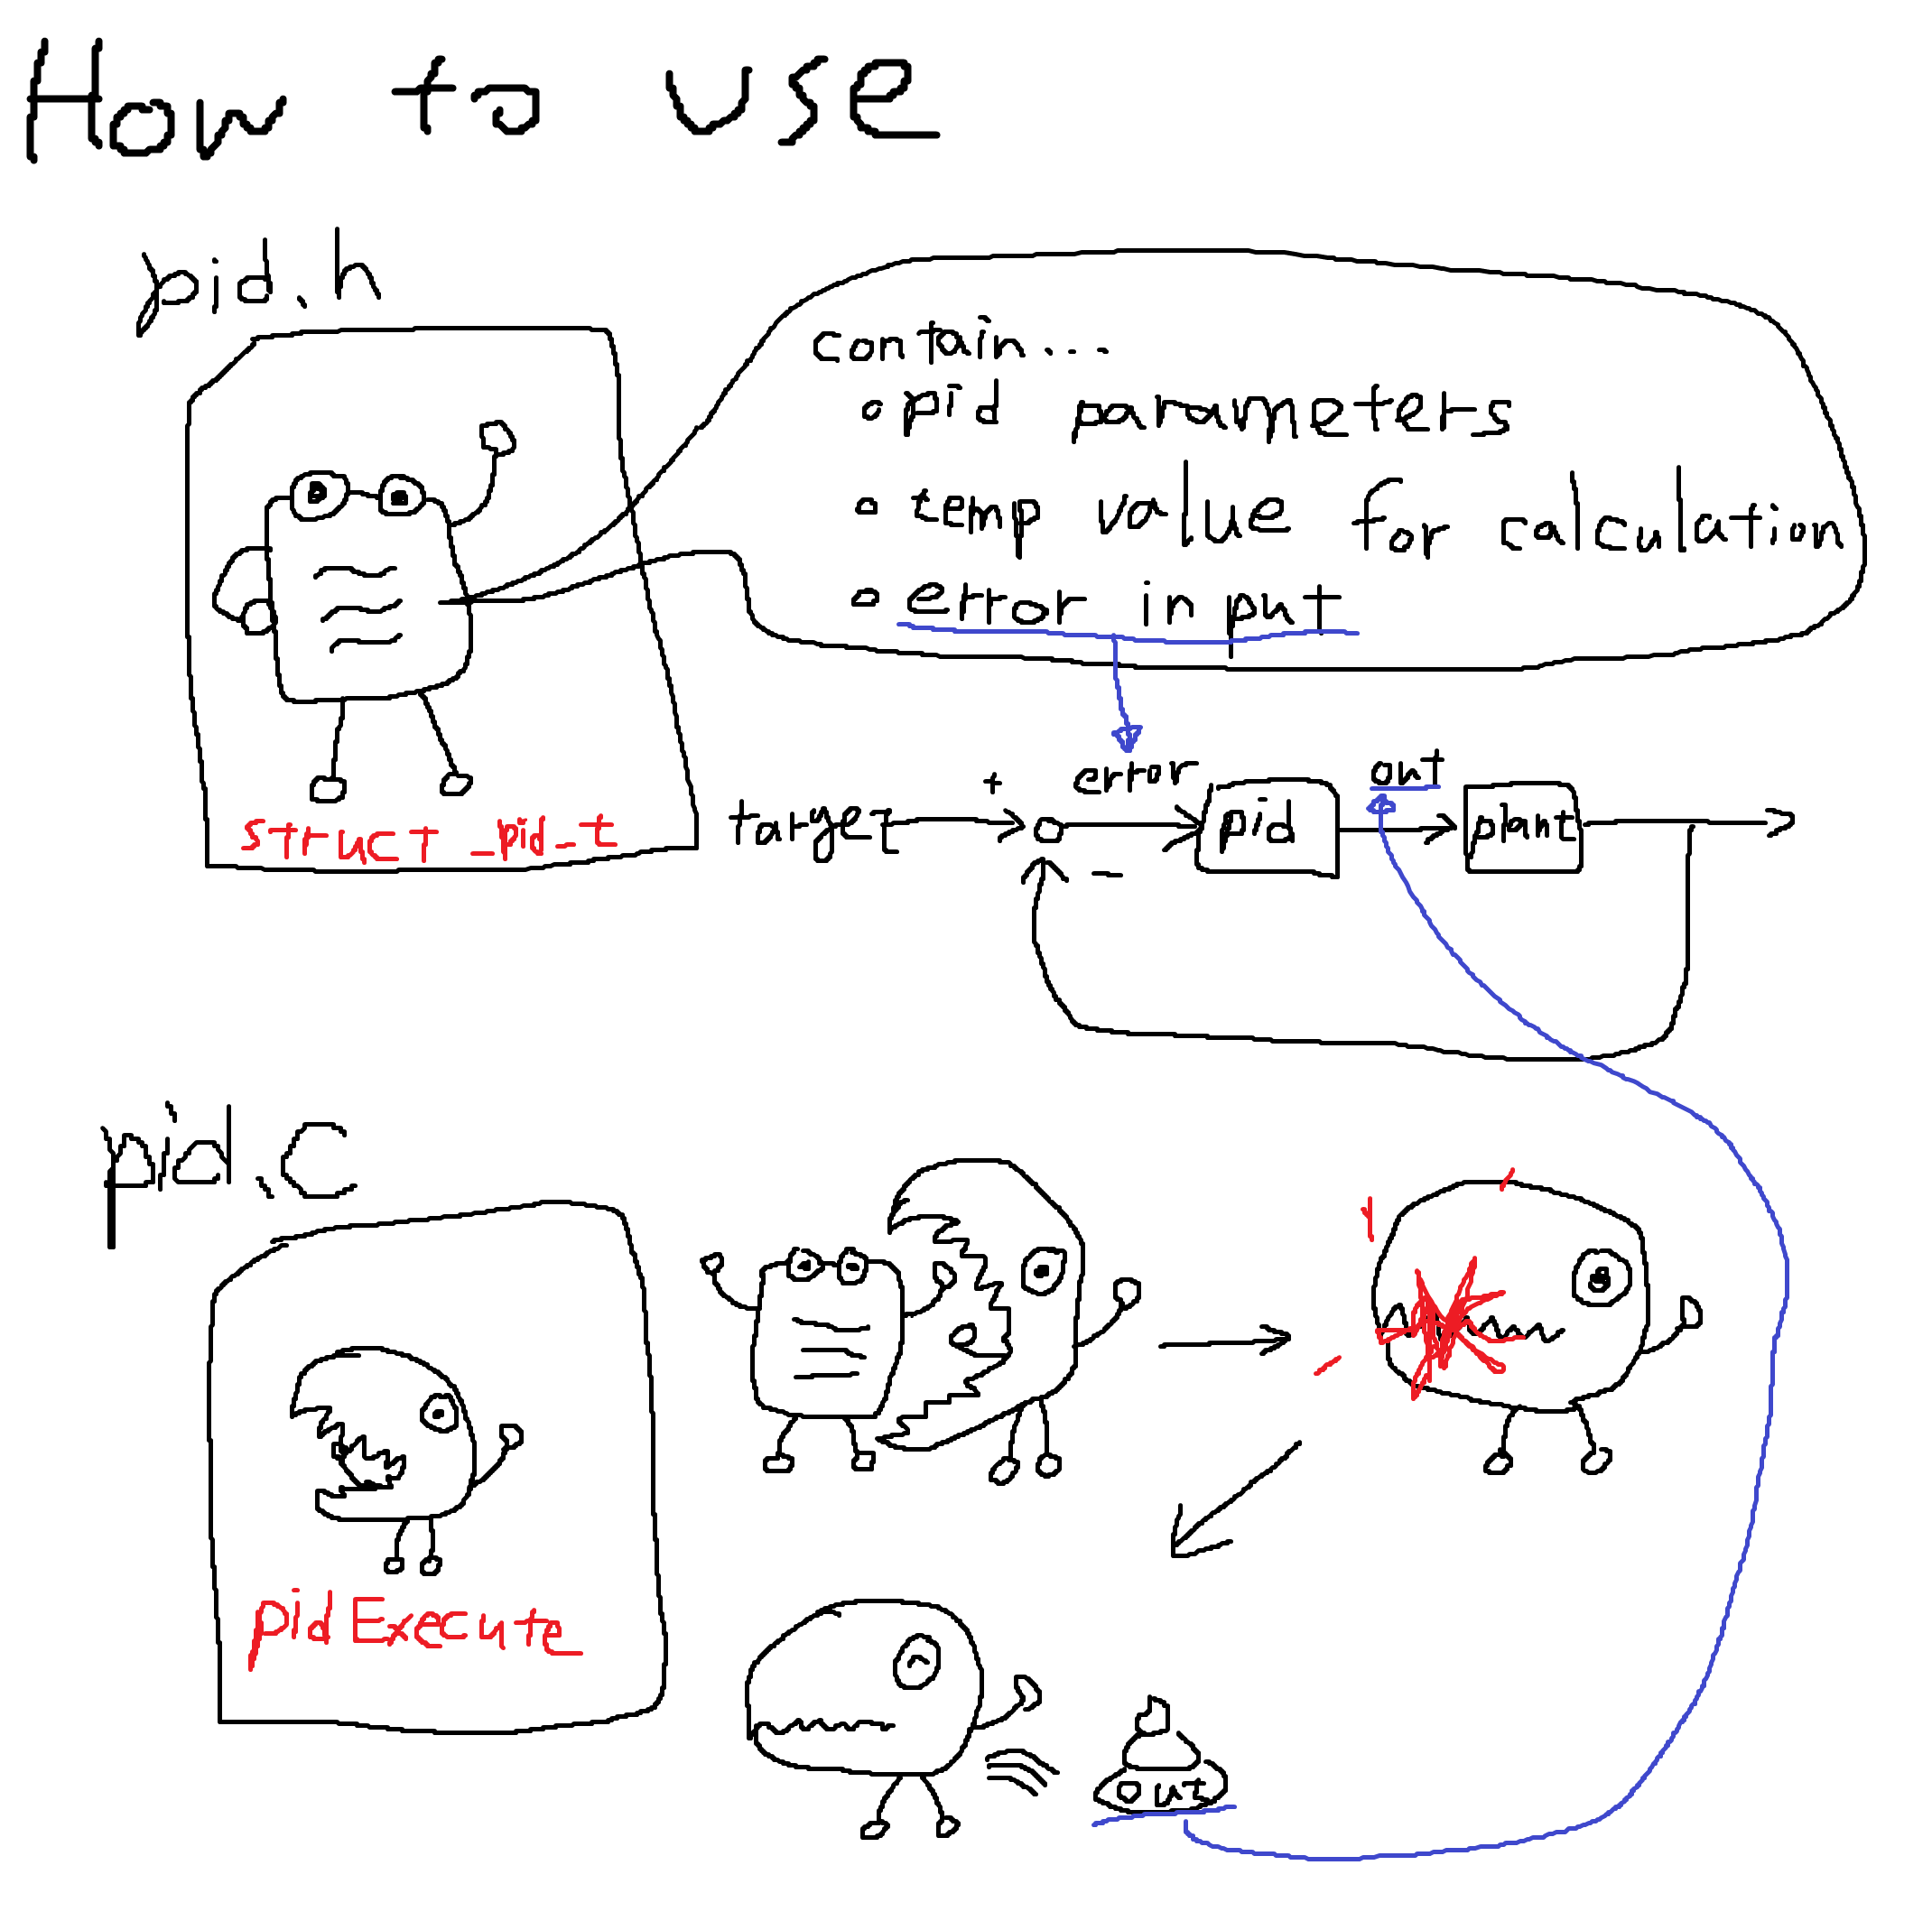 How to use
pid.h
contain...
o pid parameters
o temp value for calculation
o error input
struct _pid_t
target + - error pid out plant
pid.C
pidExecute
out